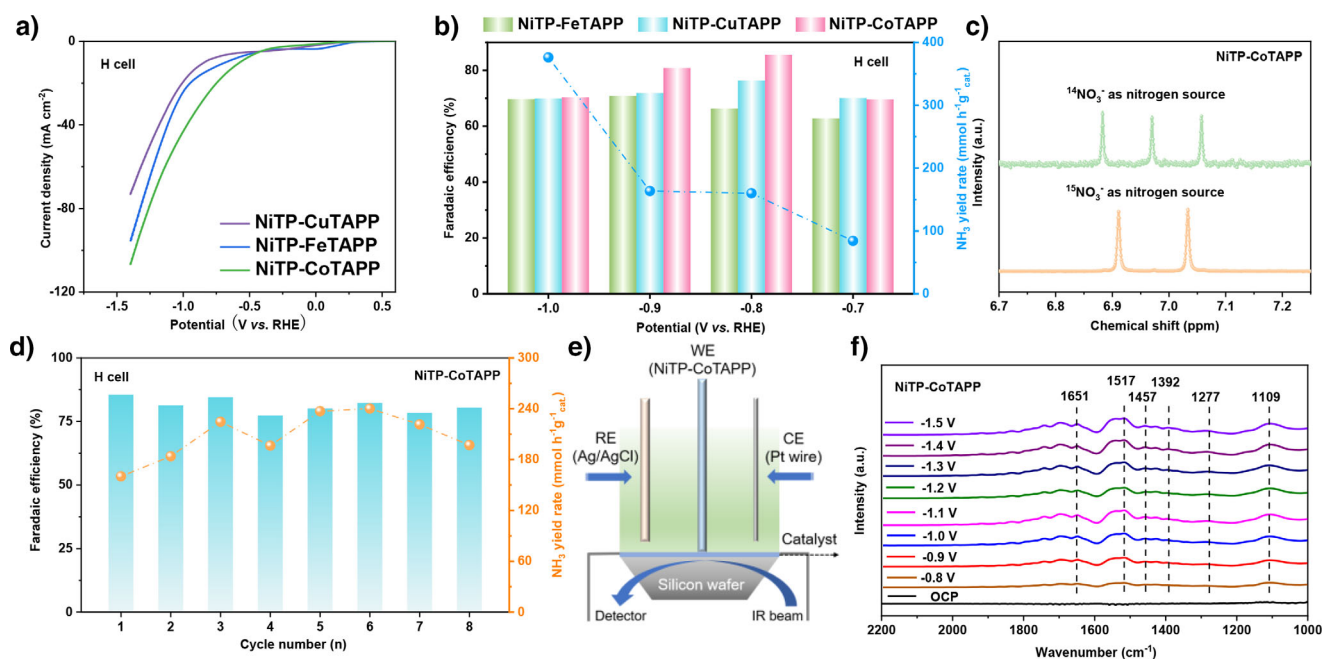 a)
H cell
NiTP-CuTAPP
NiTP-FeTAPP
NiTP-CoTAPP
0
-40
-80
-120
Current density (mA cm⁻²)
-1.5 -1.0 -0.5 0.0 0.5
Potential (V vs. RHE)
b)
NiTP-FeTAPP NiTP-CuTAPP NiTP-CoTAPP
H cell
80
60
40
20
0
Faradaic efficiency (%)
400
350
300
250
200
150
100
50
0
NH₃ yield rate (mmol h⁻¹g⁻¹cat.)
-1.0 -0.9 -0.8 -0.7
Potential (V vs. RHE)
c)
NiTP-CoTAPP
¹⁴NO₃⁻ as nitrogen source
¹⁵NO₃⁻ as nitrogen source
Intensity (a.u.)
6.7 6.8 6.9 7.0 7.1 7.2
Chemical shift (ppm)
d)
H cell NiTP-CoTAPP
100
75
50
25
0
Faradaic efficiency (%)
300
240
180
120
60
0
NH₃ yield rate (mmol h⁻¹g⁻¹cat.)
1 2 3 4 5 6 7 8
Cycle number (n)
e)
WE
(NiTP-CoTAPP)
RE
(Ag/AgCl)
CE
(Pt wire)
Catalyst
Silicon wafer
Detector IR beam
f)
NiTP-CoTAPP
1651 1517 1457 1392 1277 1109
-1.5 V
-1.4 V
-1.3 V
-1.2 V
-1.1 V
-1.0 V
-0.9 V
-0.8 V
OCP
Intensity (a.u.)
2200 2000 1800 1600 1400 1200 1000
Wavenumber (cm⁻¹)